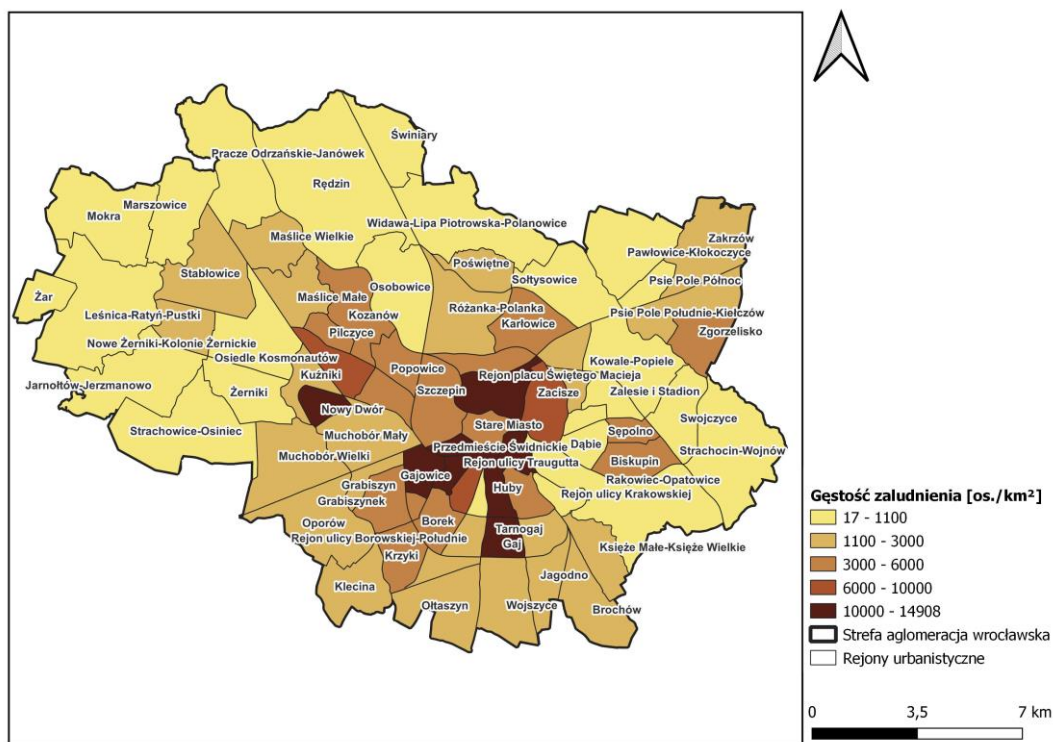 Świniary
Pracze Odrzańskie-Janówek
Rędzin
Marszowice
Mokra
Widawa-Lipa Piotrowska-Polanowice
Maślice Wielkie
Zakrzów
Pawłowice-Kłokoczyce
Poświętne
Stabłowice
Sołtysowice
Psie Pole Północ
Osobowice
Maślice Małe
Żar
Różanka-Polanka
Leśnica-Ratyń-Pustki
Kozanów
Psie Pole Południe-Kiełczów
Karłowice
Pilczyce
Zgorzelisko
Nowe Żerniki-Kolonie Żernickie
Osiedle Kosmonautów
Kowale-Popiele
Popowice
Rejon placu Świętego Macieja
Kuźniki
Jarnołtów-Jerzmanowo
Żerniki
Szczepin
Zacisze
Zalesie i Stadion
Nowy Dwór
Swojczyce
Stare Miasto
Strachowice-Osiniec
Sępolno
Muchobór Mały
Przedmieście Świdnickie
Dąbie
Strachocin-Wojnów
Muchobór Wielki
Rejon ulicy Traugutta
Biskupin
Gajowice
Rakowiec-Opatowice
Grabiszyn
Huby
Rejon ulicy Krakowskiej
Grabiszynek
Oporów
Borek
Tarnogaj
Rejon ulicy Borowskiej-Południe
Gaj
Księże Małe-Księże Wielkie
Krzyki
Jagodno
Klecina
Ołtaszyn
Wojszyce
Brochów
Gęstość zaludnienia [os./km²]
17 - 1100
1100 - 3000
3000 - 6000
6000 - 10000
10000 - 14908
Strefa aglomeracja wrocławska
Rejony urbanistyczne
0 3,5 7 km